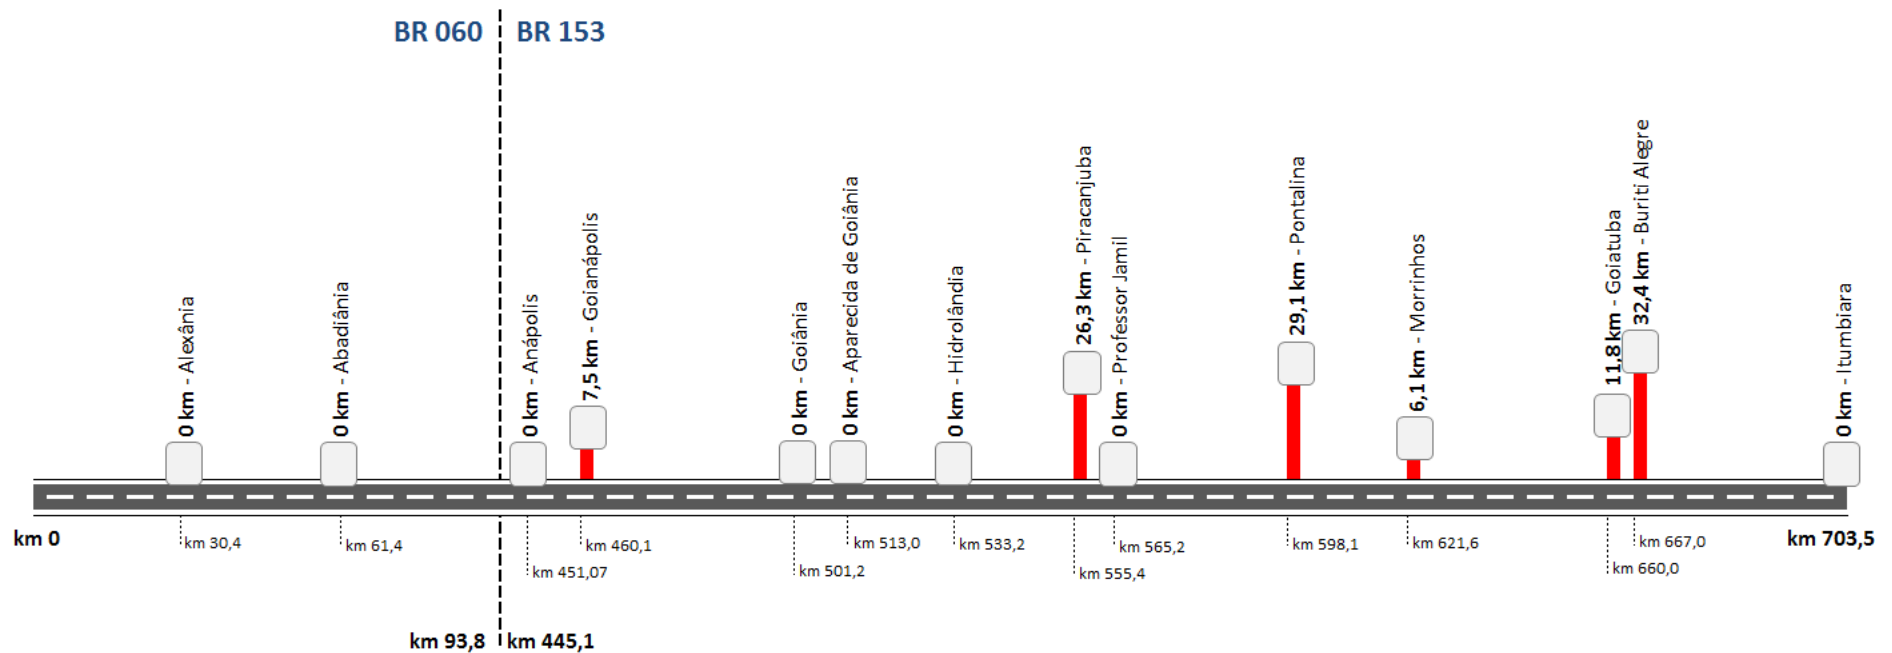 BR 060
BR 153
0 km - Alexânia
0 km - Abadiânia
0 km - Anápolis
7,5 km - Goianápolis
0 km - Goiânia
0 km - Aparecida de Goiânia
0 km - Hidrolândia
26,3 km - Piracanjuba
0 km - Professor Jamil
29,1 km - Pontalina
6,1 km - Morrinhos
11,8 km - Goiatuba
32,4 km - Buriti Alegre
0 km - Itumbiara
km 0
km 30,4
km 61,4
km 451,07
km 460,1
km 501,2
km 513,0
km 533,2
km 555,4
km 565,2
km 598,1
km 621,6
km 660,0
km 667,0
km 703,5
km 93,8
km 445,1